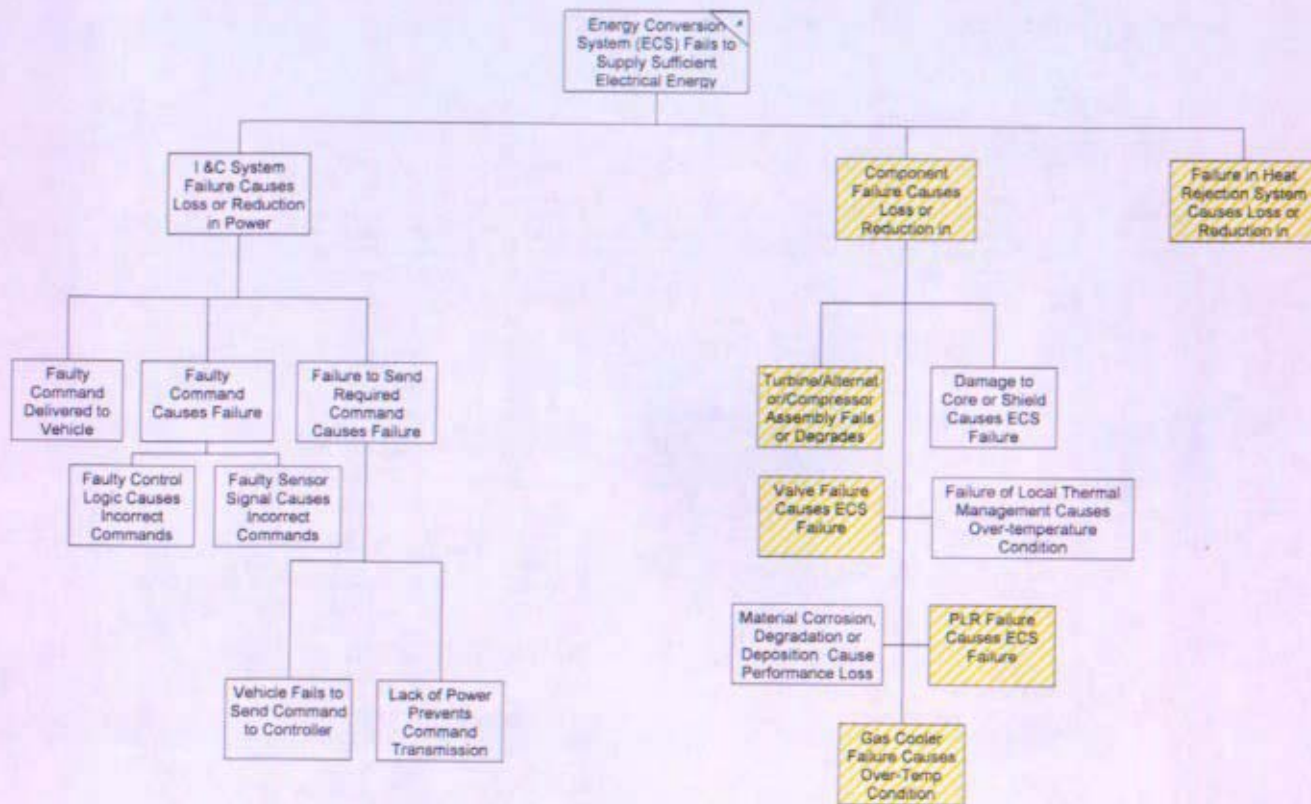 Energy Conversion
System (ECS) Fails to
Supply Sufficient
Electrical Energy
I &C System
Failure Causes
Loss or Reduction
in Power
Component
Failure Causes
Loss or
Reduction in
Failure in Heat
Rejection System
Causes Loss or
Reduction in
Faulty
Command
Delivered to
Vehicle
Faulty
Command
Causes Failure
Failure to Send
Required
Command
Causes Failure
Turbine/Alternat
or/Compressor
Assembly Fails
or Degrades
Damage to
Core or Shield
Causes ECS
Failure
Faulty Control
Logic Causes
Incorrect
Commands
Faulty Sensor
Signal Causes
Incorrect
Commands
Valve Failure
Causes ECS
Failure
Failure of Local Thermal
Management Causes
Over-temperature
Condition
Material Corrosion,
Degradation or
Deposition Cause
Performance Loss
PLR Failure
Causes ECS
Failure
Vehicle Fails to
Send Command
to Controller
Lack of Power
Prevents
Command
Transmission
Gas Cooler
Failure Causes
Over-Temp
Condition